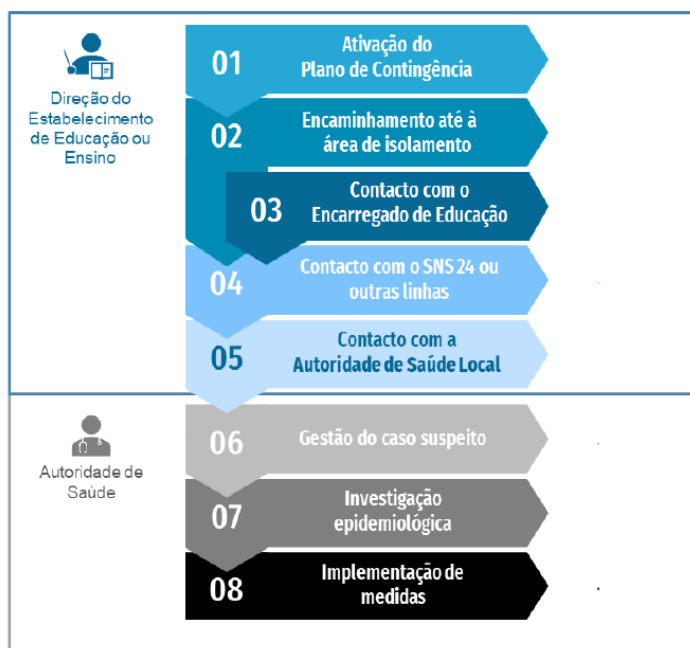 Direção do
Estabelecimento
de Educação ou
Ensino
01
Ativação do
Plano de Contingência
02
Encaminhamento até à
área de isolamento
03
Contacto com o
Encarregado de Educação
04
Contacto com o SNS 24 ou
outras linhas
05
Contacto com a
Autoridade de Saúde Local
Autoridade de
Saúde
06
Gestão do caso suspeito
07
Investigação
epidemiológica
08
Implementação de
medidas